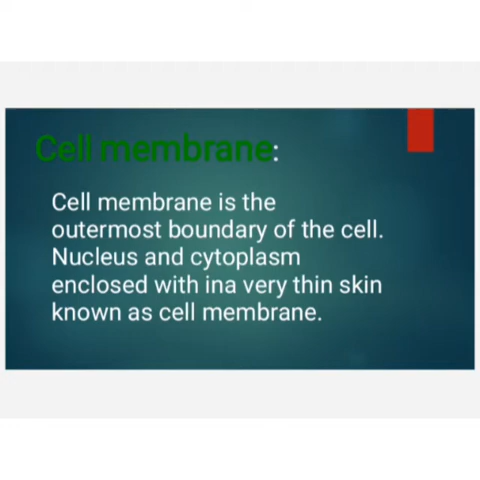 Cell membrane:
Cell membrane is the
outermost boundary of the cell.
Nucleus and cytoplasm
enclosed with ina very thin skin
known as cell membrane.